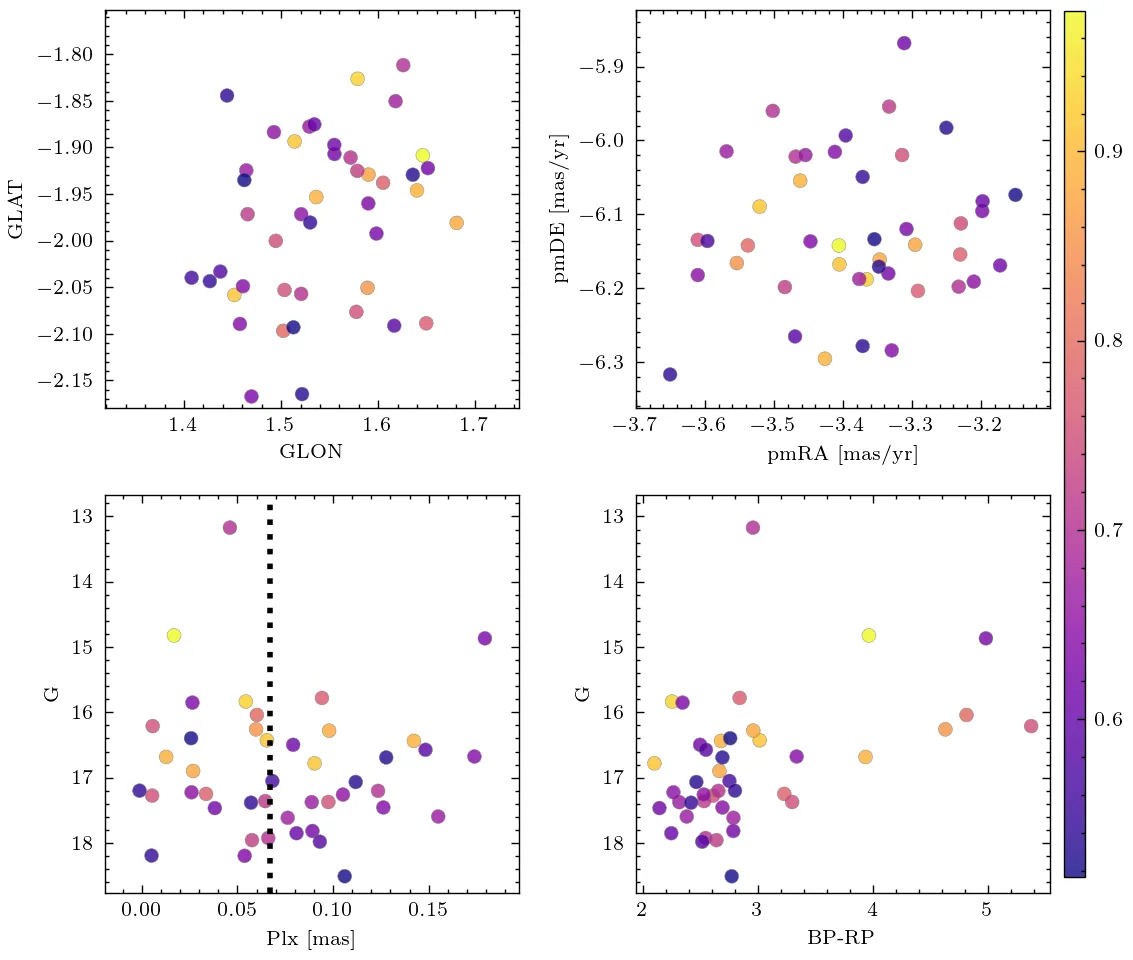 −1.80
−1.85
−1.90
−1.95
−2.00
−2.05
−2.10
−2.15
GLAT
1.4 1.5 1.6 1.7
GLON
−5.9
−6.0
−6.1
−6.2
−6.3
pmDE [mas/yr]
−3.7 −3.6 −3.5 −3.4 −3.3 −3.2
pmRA [mas/yr]
0.9
0.8
0.7
0.6
13
14
15
16
17
18
G
0.00 0.05 0.10 0.15
Plx [mas]
13
14
15
16
17
18
G
2 3 4 5
BP-RP